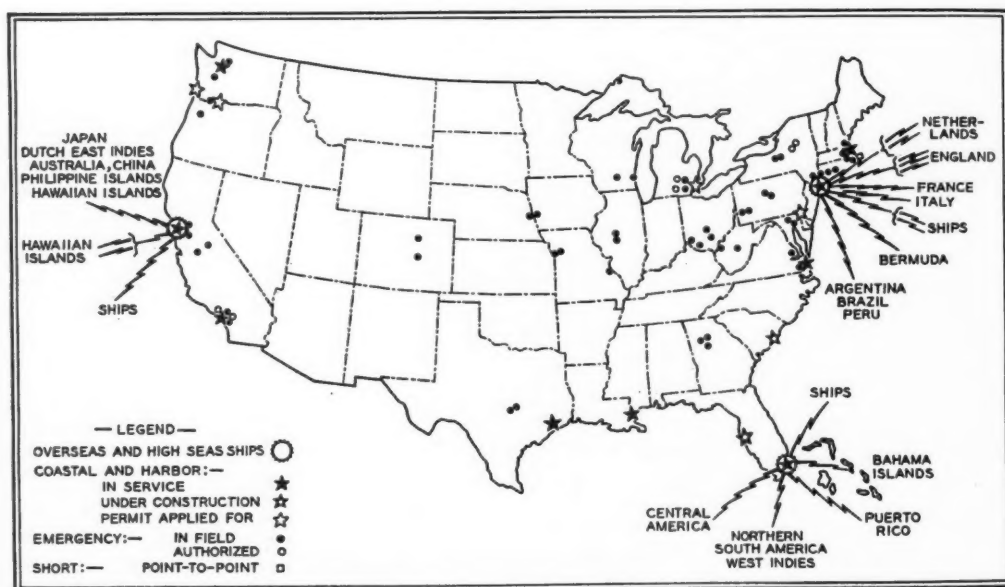 JAPAN
DUTCH EAST INDIES
AUSTRALIA, CHINA
PHILIPPINE ISLANDS
HAWAIIAN ISLANDS
HAWAIIAN
ISLANDS
SHIPS
NETHER-
LANDS
ENGLAND
FRANCE
ITALY
SHIPS
BERMUDA
ARGENTINA
BRAZIL
PERU
SHIPS
BAHAMA
ISLANDS
PUERTO
RICO
CENTRAL
AMERICA
NORTHERN
SOUTH AMERICA
WEST INDIES
— LEGEND —
OVERSEAS AND HIGH SEAS SHIPS
COASTAL AND HARBOR:—
IN SERVICE
UNDER CONSTRUCTION
PERMIT APPLIED FOR
EMERGENCY:— IN FIELD
AUTHORIZED
SHORT:— POINT-TO-POINT